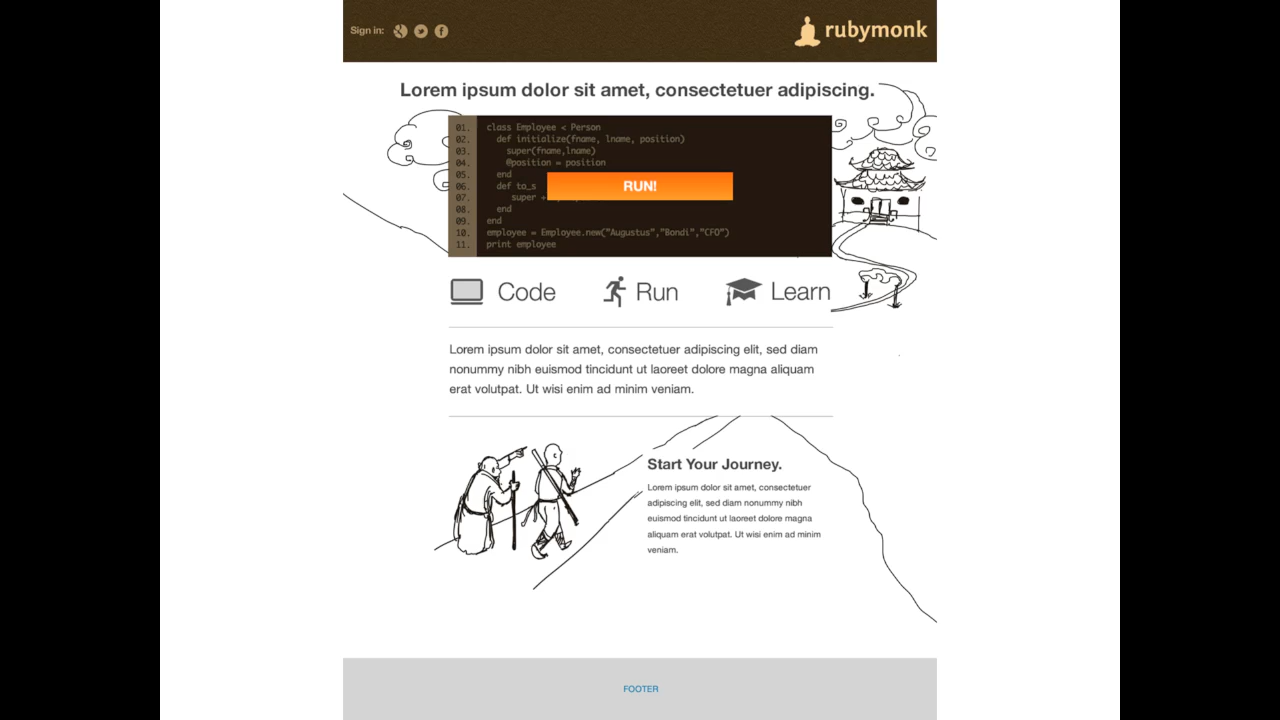 Sign in:
rubymonk
Lorem ipsum dolor sit amet, consectetuer adipiscing.
01. class Employee < Person
02. def initialize(fname, lname, position)
03. super(fname,lname)
04. @position = position
05. end
06. def to_s
07. super +
08. end
09. end
10. employee = Employee.new("Augustus","Bondi","CFO")
11. print employee
RUN!
Code Run Learn
Lorem ipsum dolor sit amet, consectetuer adipiscing elit, sed diam
nonummy nibh euismod tincidunt ut laoreet dolore magna aliquam
erat volutpat. Ut wisi enim ad minim veniam.
Start Your Journey.
Lorem ipsum dolor sit amet, consectetuer
adipiscing elit, sed diam nonummy nibh
euismod tincidunt ut laoreet dolore magna
aliquam erat volutpat. Ut wisi enim ad minim
veniam.
FOOTER